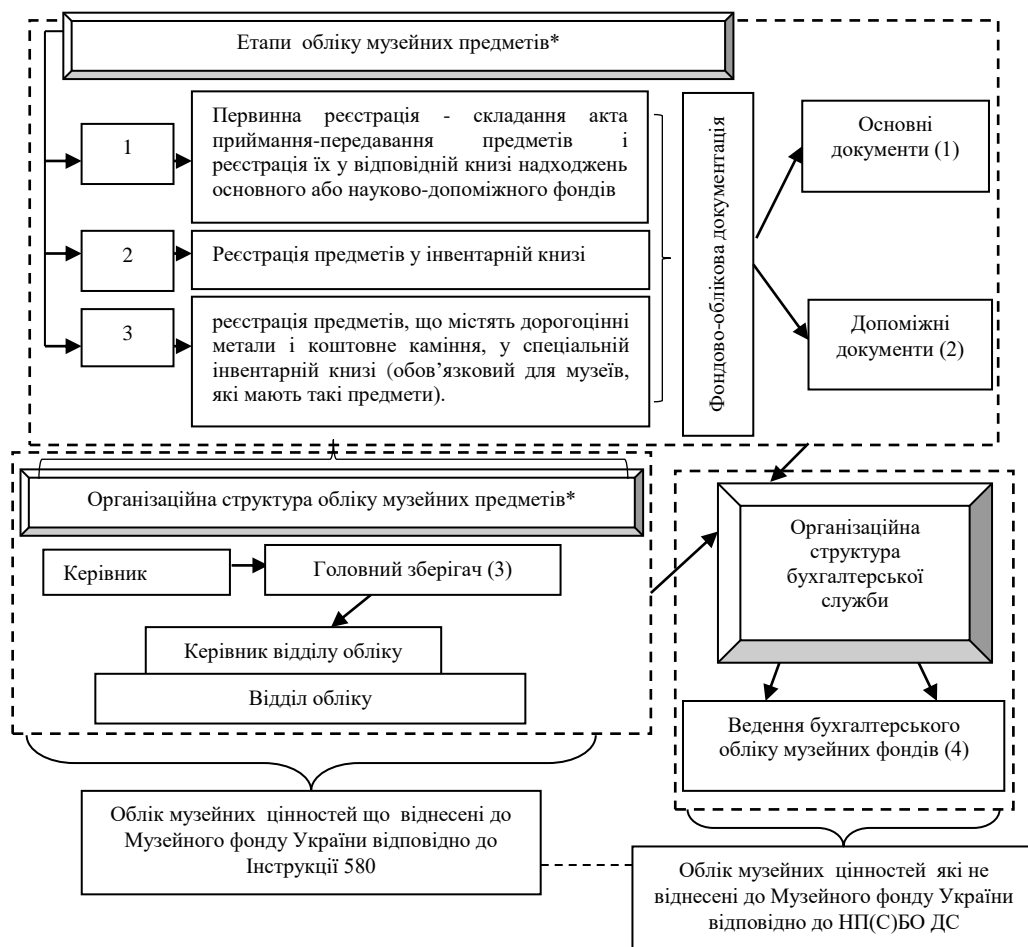 Етапи обліку музейних предметів*
1
Первинна реєстрація - складання акта
приймання-передавання предметів і
реєстрація їх у відповідній книзі надходжень
основного або науково-допоміжного фондів
2
Реєстрація предметів у інвентарній книзі
3
реєстрація предметів, що містять дорогоцінні
метали і коштовне каміння, у спеціальній
інвентарній книзі (обов’язковий для музеїв,
які мають такі предмети).
Фондово-облікова документація
Основні
документи (1)
Допоміжні
документи (2)
Організаційна структура обліку музейних предметів*
Керівник
Головний зберігач (3)
Керівник відділу обліку
Відділ обліку
Організаційна
структура
бухгалтерської
служби
Ведення бухгалтерського
обліку музейних фондів (4)
Облік музейних цінностей що віднесені до
Музейного фонду України відповідно до
Інструкції 580
Облік музейних цінностей які не
віднесені до Музейного фонду України
відповідно до НП(С)БО ДС